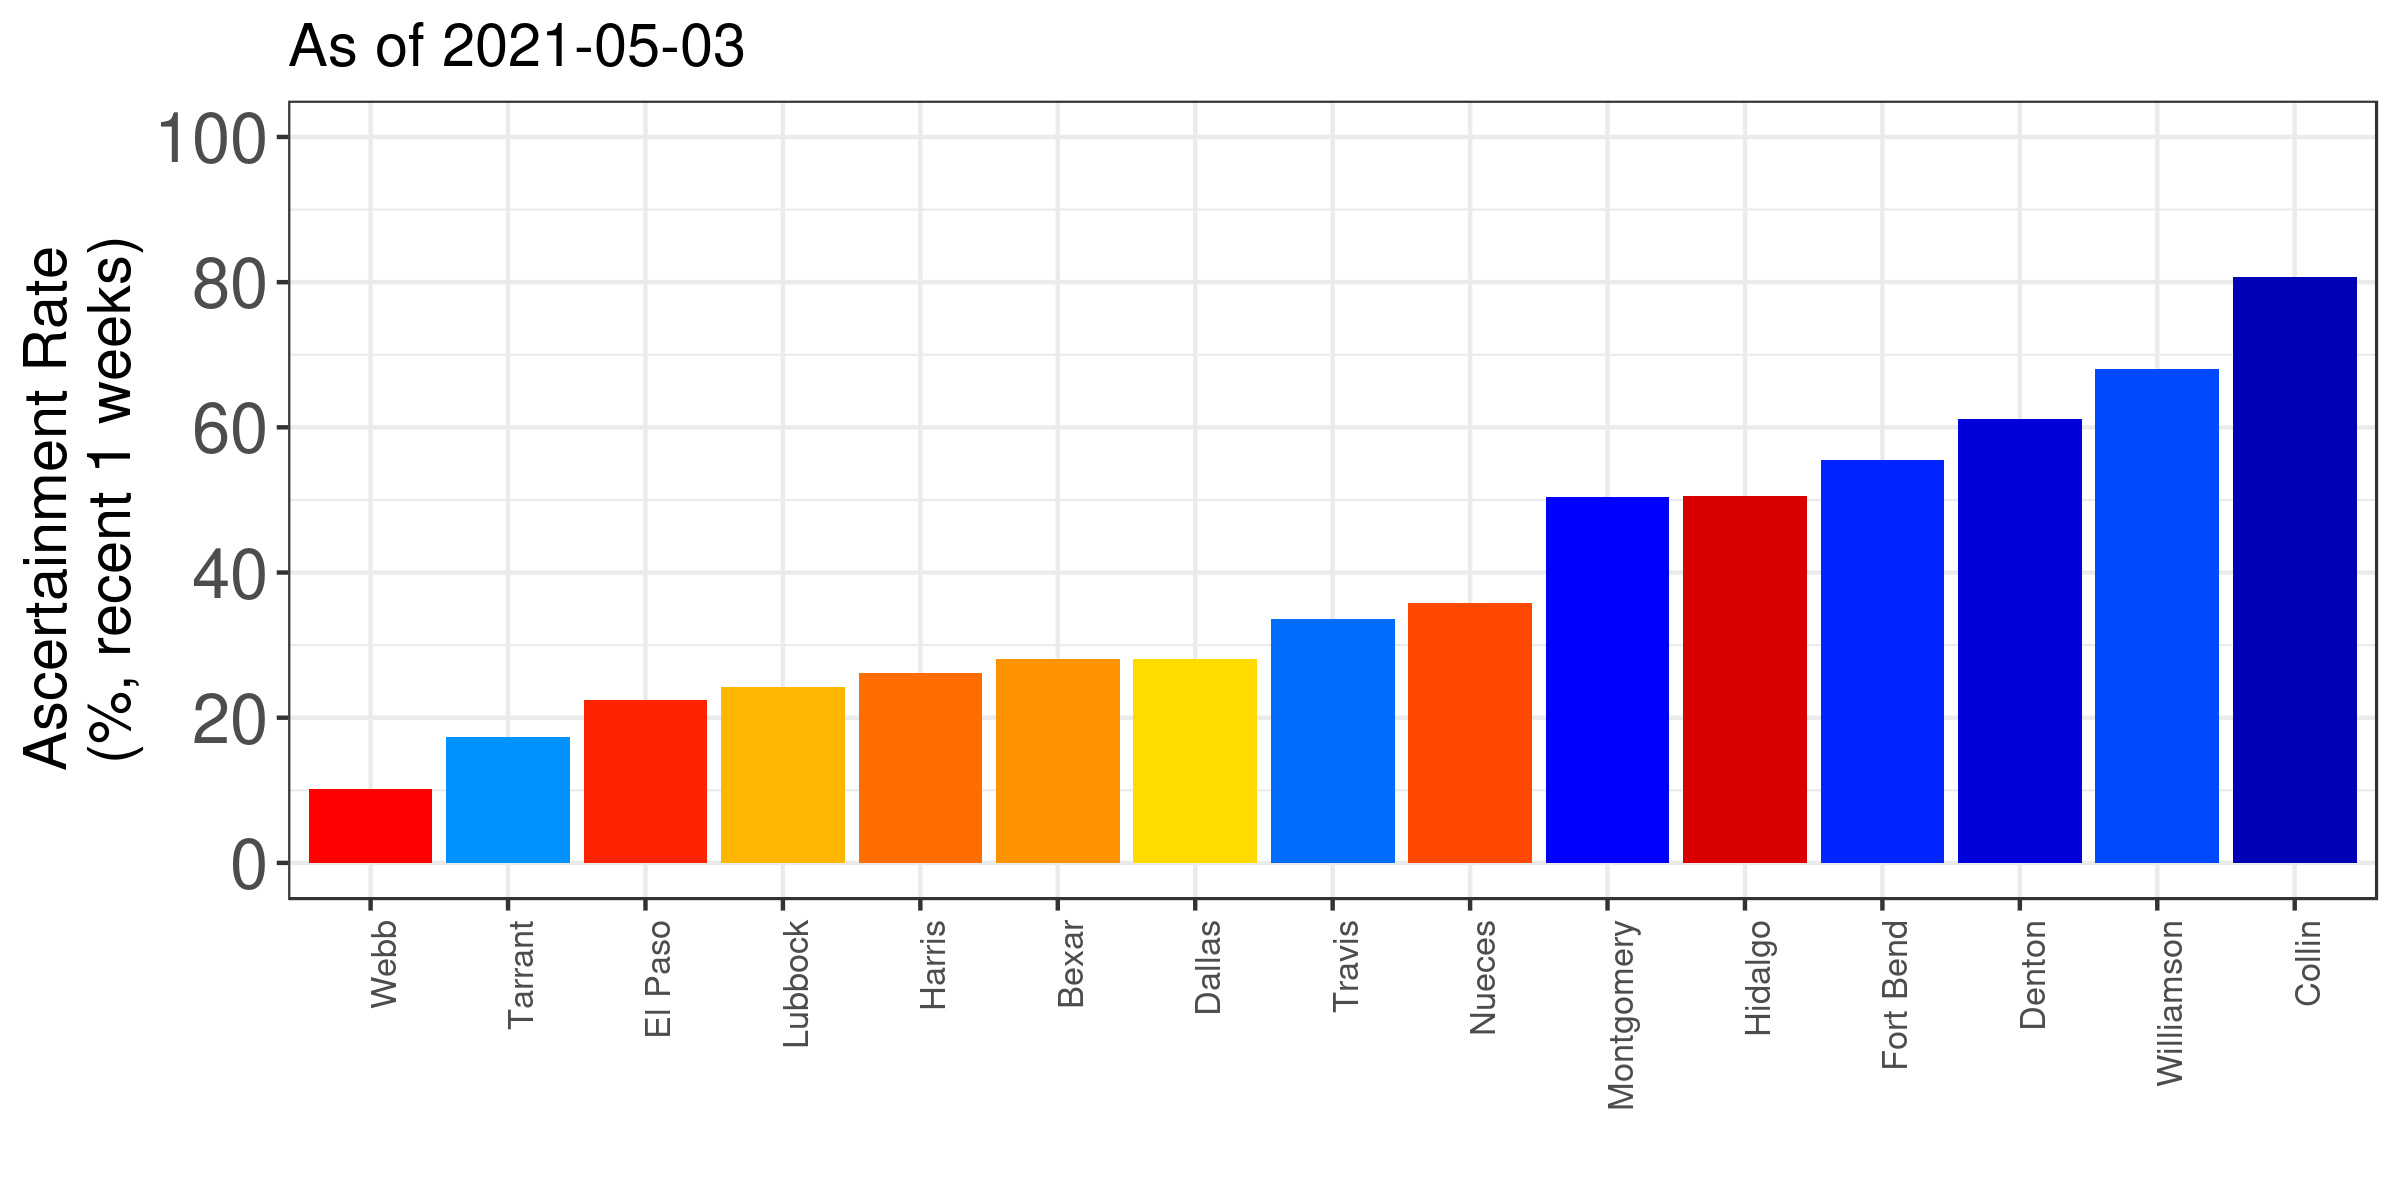 As of 2021-05-03
Ascertainment Rate
(%, recent 1 weeks)
100
80
60
40
20
0
Webb
Tarrant
El Paso
Lubbock
Harris
Bexar
Dallas
Travis
Nueces
Montgomery
Hidalgo
Fort Bend
Denton
Williamson
Collin